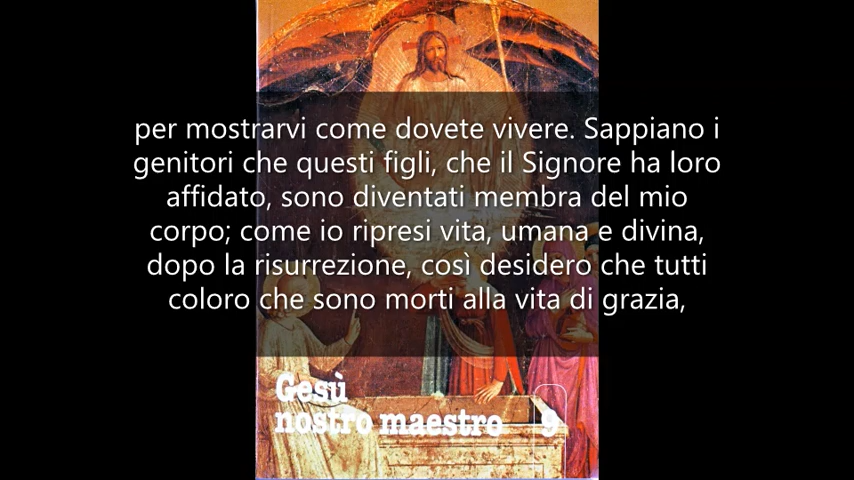 per mostrarvi come dovete vivere. Sappiano i
genitori che questi figli, che il Signore ha loro
affidato, sono diventati membra del mio
corpo; come io ripresi vita, umana e divina,
dopo la risurrezione, così desidero che tutti
coloro che sono morti alla vita di grazia,
Gesù
nostro maestro 9